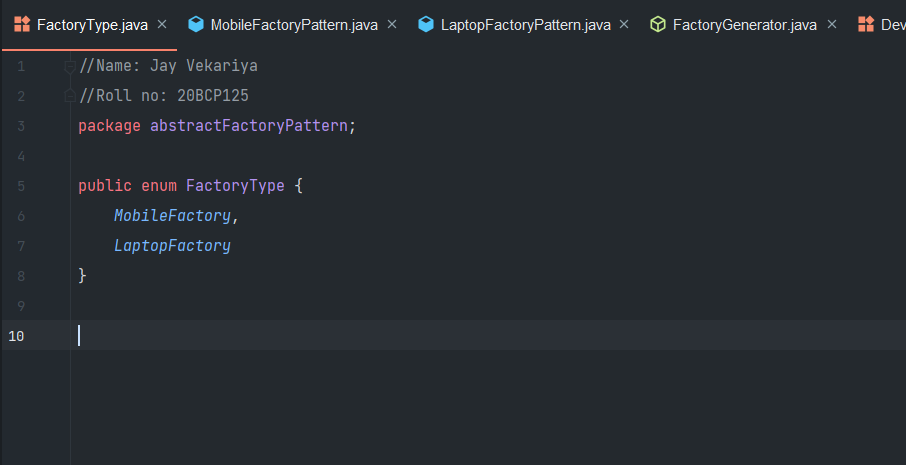 FactoryType.java MobileFactoryPattern.java LaptopFactoryPattern.java FactoryGenerator.java Dev
1 //Name: Jay Vekariya
2 //Roll no: 20BCP125
3 package abstractFactoryPattern;
4
5 public enum FactoryType {
6 MobileFactory,
7 LaptopFactory
8 }
9
10